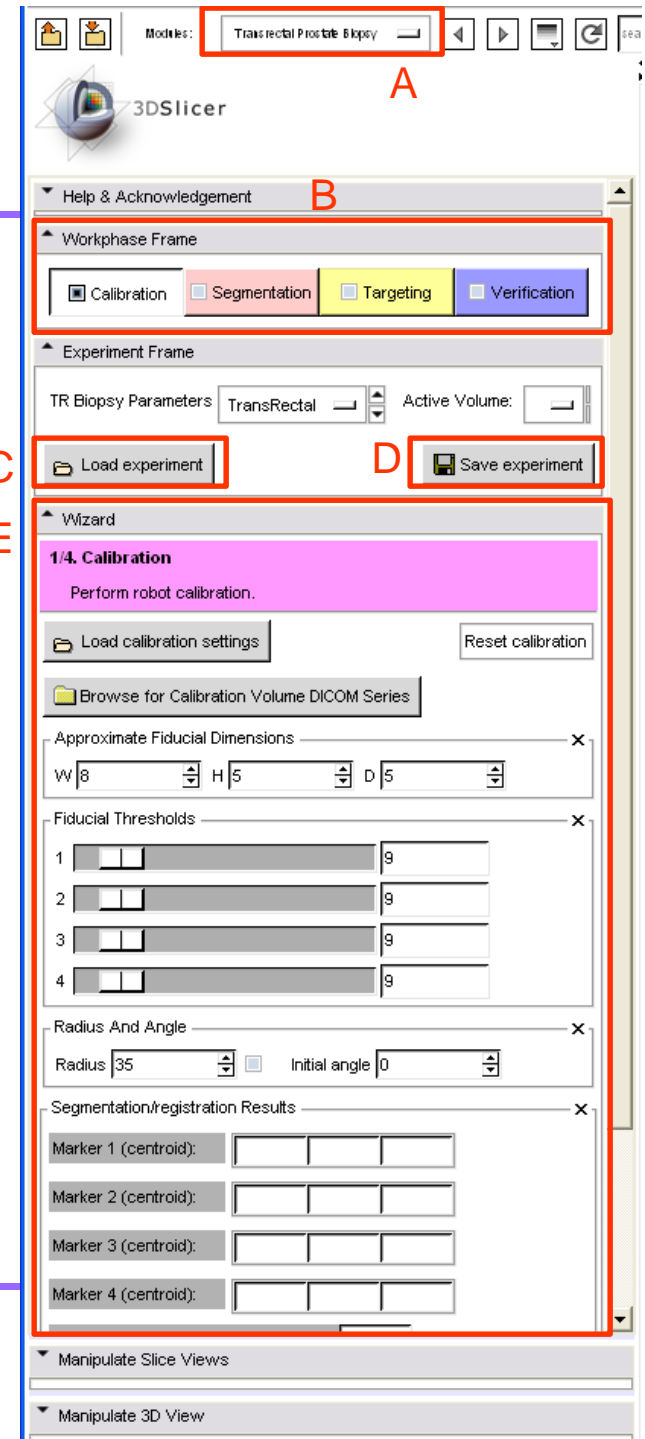 Modules: Transrectal Prostate Biopsy sea
A
3DSlicer
Help & Acknowledgement
B
Workphase Frame
Calibration Segmentation Targeting Verification
Experiment Frame
TR Biopsy Parameters TransRectal Active Volume:
C Load experiment D Save experiment
E
Wizard
1/4. Calibration
Perform robot calibration.
Load calibration settings Reset calibration
Browse for Calibration Volume DICOM Series
Approximate Fiducial Dimensions x
W 8 H 5 D 5
Fiducial Thresholds x
1 9
2 9
3 9
4 9
Radius And Angle x
Radius 35 Initial angle 0
Segmentation/registration Results x
Marker 1 (centroid):
Marker 2 (centroid):
Marker 3 (centroid):
Marker 4 (centroid):
Manipulate Slice Views
Manipulate 3D View